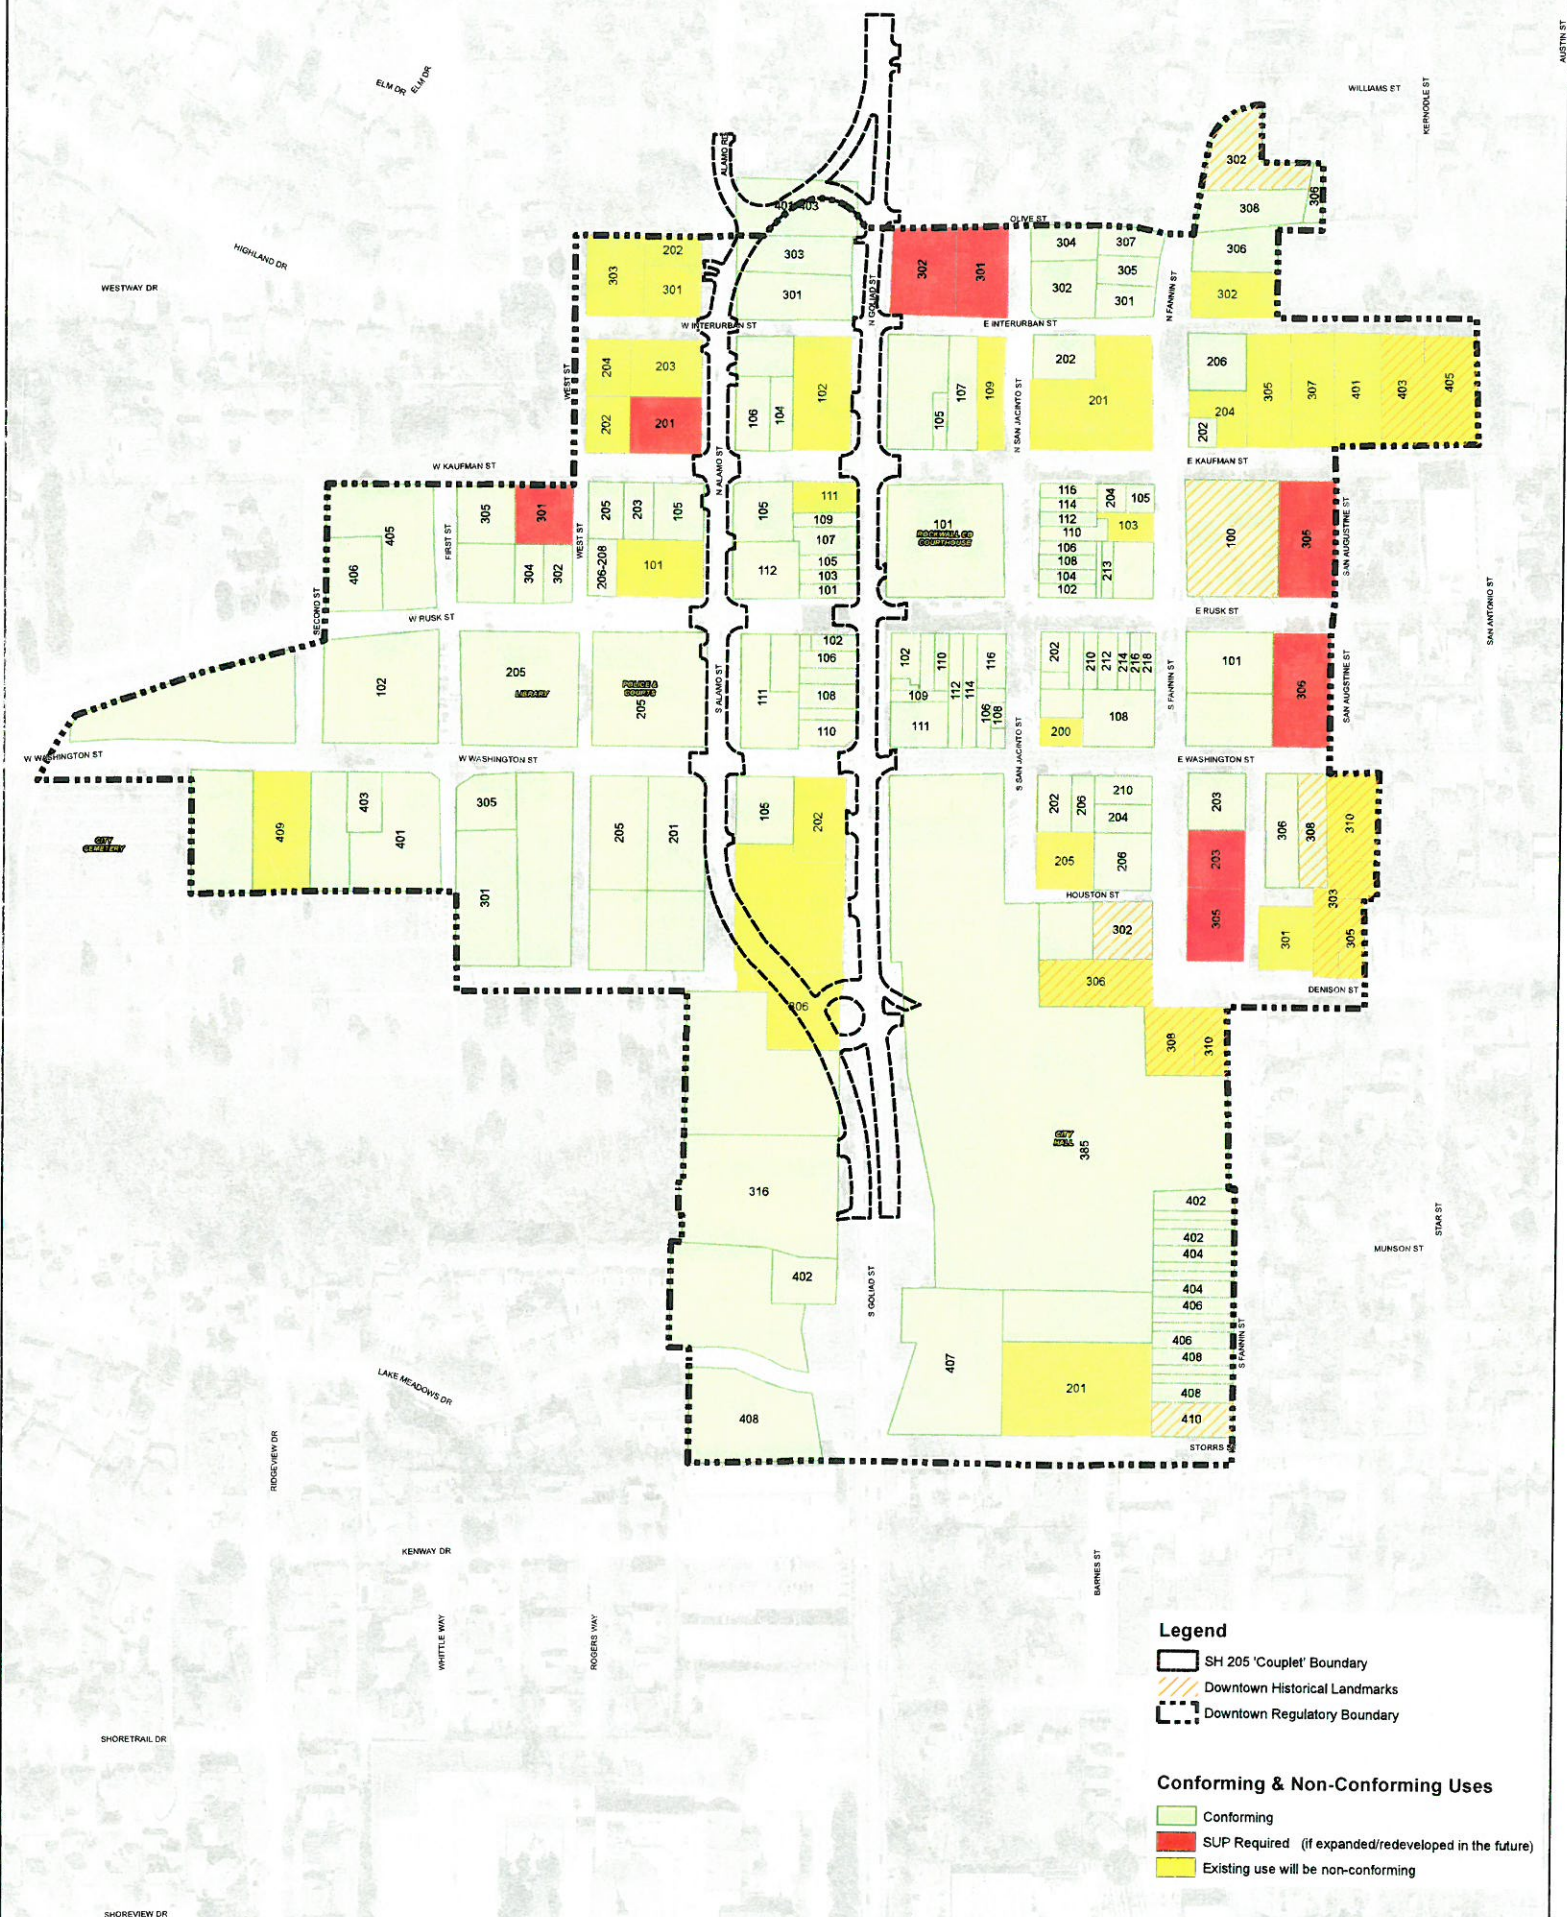 AUSTIN ST
ELM DR
ELM DR
WILLIAMS ST
KERNODLE ST
ALAMO RD
302
306
308
401-403
OLIVE ST
HIGHLAND DR
WESTWAY DR
303
202
301
303
301
N GOLIAD ST
302
301
304
307
305
302
301
N FANNIN ST
306
302
W INTERURBAN ST
E INTERURBAN ST
WEST ST
204
203
202
201
106
104
102
105
107
109
N SAN JACINTO ST
202
201
206
204
202
305
307
401
403
405
W KAUFMAN ST
N ALAMO ST
E KAUFMAN ST
405
406
FIRST ST
305
301
304
302
WEST ST
205
203
105
206-208
101
105
112
111
109
107
105
103
101
101
ROCKWALL CO
COURTHOUSE
116
114
112
110
106
108
104
102
204
105
103
213
100
305
SAN AUGUSTINE ST
SAN ANTONIO ST
SECOND ST
W RUSK ST
E RUSK ST
102
205
LIBRARY
POLICE &
COURTS
205
S ALAMO ST
111
102
106
108
110
102
110
109
111
112
114
116
106
108
S SAN JACINTO ST
202
210
212
214
216
218
200
108
S FANNIN ST
101
306
SAN AUGSTINE ST
W WASHINGTON ST
W WASHINGTON ST
E WASHINGTON ST
CITY
CEMETERY
409
403
401
305
301
205
201
105
202
306
202
206
210
204
205
206
HOUSTON ST
203
203
305
306
308
310
303
301
305
302
306
DENISON ST
308
310
CITY
HALL
385
316
402
S GOLIAD ST
402
402
404
404
406
406
408
408
410
S FANNIN ST
STAR ST
MUNSON ST
407
201
408
STORRS
LAKE MEADOWS DR
RIDGEVIEW DR
KENWAY DR
WHITTLE WAY
ROGERS WAY
BARNES ST
SHORETRAIL DR
SHOREVIEW DR
Legend
SH 205 'Couplet' Boundary
Downtown Historical Landmarks
Downtown Regulatory Boundary
Conforming & Non-Conforming Uses
Conforming
SUP Required (if expanded/redeveloped in the future)
Existing use will be non-conforming